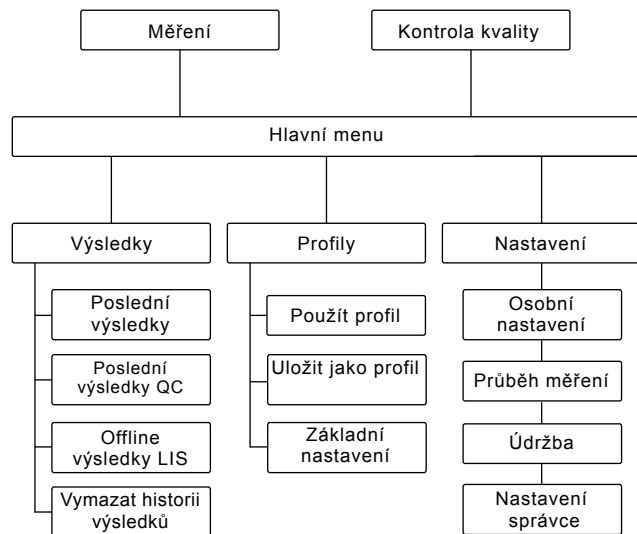 Měření
Kontrola kvality
Hlavní menu
Výsledky
Profily
Nastavení
Poslední
výsledky
Poslední
výsledky QC
Offline
výsledky LIS
Vymazat historii
výsledků
Použít profil
Uložit jako profil
Základní
nastavení
Osobní
nastavení
Průběh měření
Údržba
Nastavení
správce